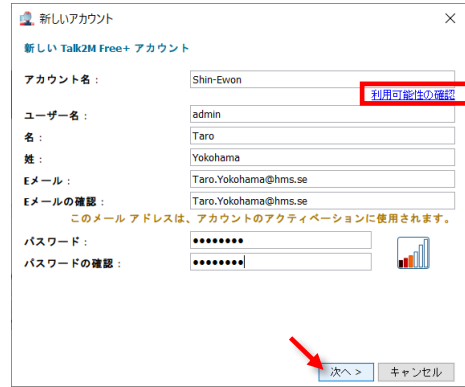 新しいアカウント
新しい Talk2M Free+ アカウント
アカウント名： Shin-Ewon
利用可能性の確認
ユーザー名： admin
名： Taro
姓： Yokohama
Eメール： Taro.Yokohama@hms.se
Eメールの確認： Taro.Yokohama@hms.se
このメール アドレスは、アカウントのアクティベーションに使用されます。
パスワード： ●●●●●●●●
パスワードの確認： ●●●●●●●●
次へ > キャンセル